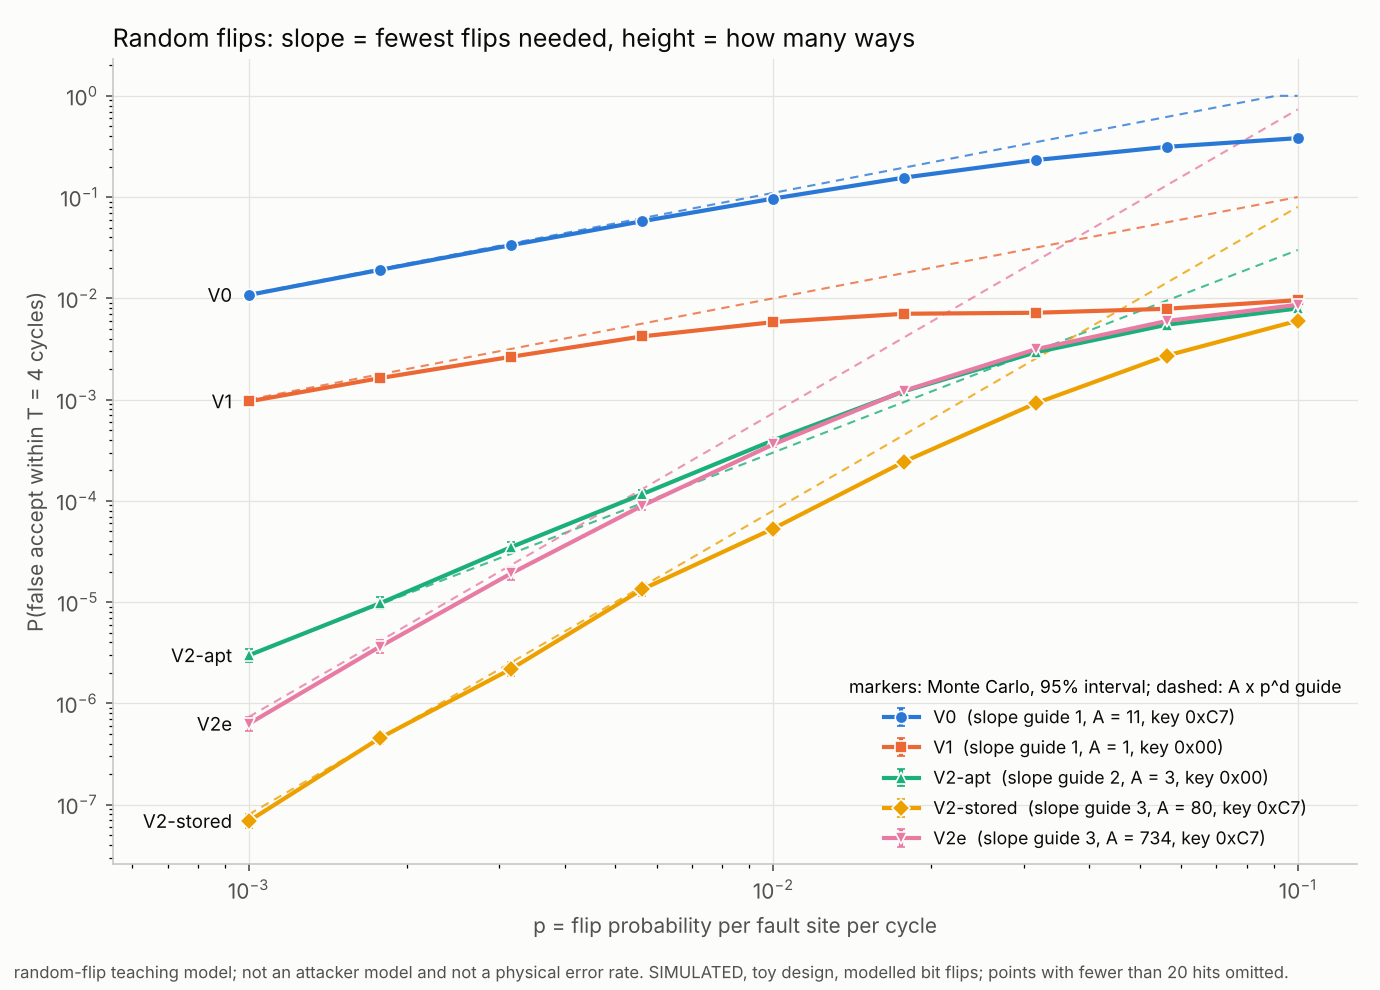 Random flips: slope = fewest flips needed, height = how many ways
P(false accept within T = 4 cycles)
10⁰
10⁻¹
10⁻²
10⁻³
10⁻⁴
10⁻⁵
10⁻⁶
10⁻⁷
V0
V1
V2-apt
V2e
V2-stored
markers: Monte Carlo, 95% interval; dashed: A x p^d guide
V0 (slope guide 1, A = 11, key 0xC7)
V1 (slope guide 1, A = 1, key 0x00)
V2-apt (slope guide 2, A = 3, key 0x00)
V2-stored (slope guide 3, A = 80, key 0xC7)
V2e (slope guide 3, A = 734, key 0xC7)
10⁻³ 10⁻² 10⁻¹
p = flip probability per fault site per cycle
random-flip teaching model; not an attacker model and not a physical error rate. SIMULATED, toy design, modelled bit flips; points with fewer than 20 hits omitted.